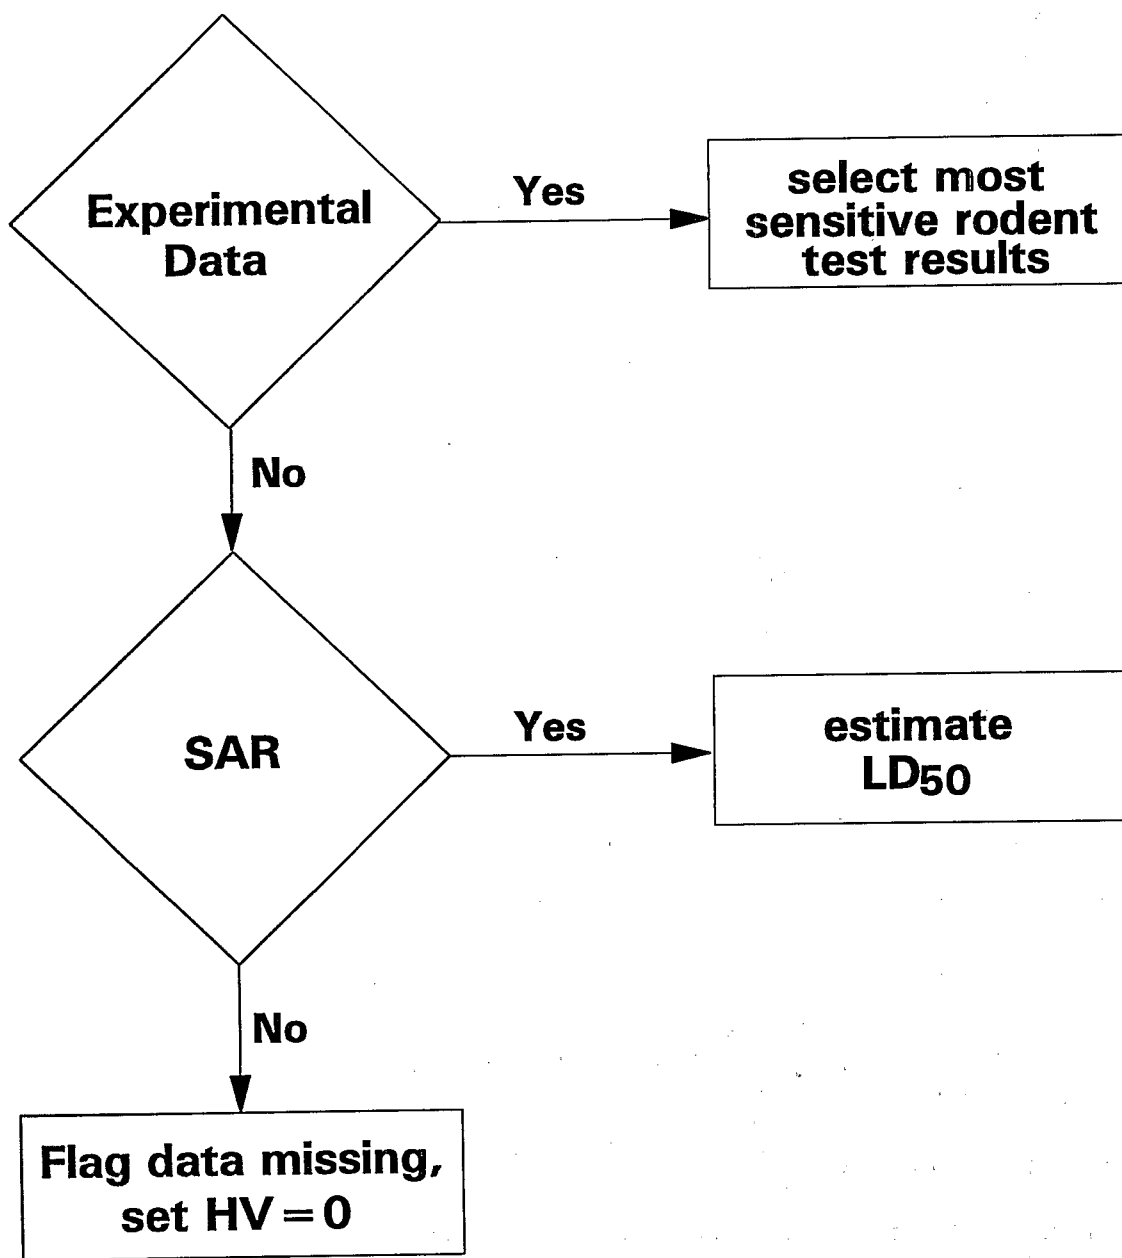 Experimental
Data
Yes
select most
sensitive rodent
test results
No
SAR
Yes
estimate
LD50
No
Flag data missing,
set HV = 0